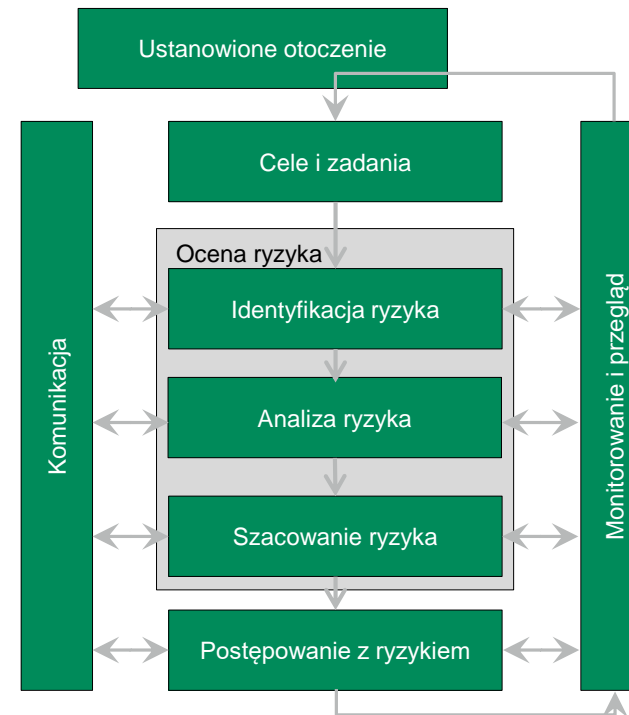 Ustanowione otoczenie
Cele i zadania
Ocena ryzyka
Identyfikacja ryzyka
Analiza ryzyka
Szacowanie ryzyka
Postępowanie z ryzykiem
Komunikacja
Monitorowanie i przegląd